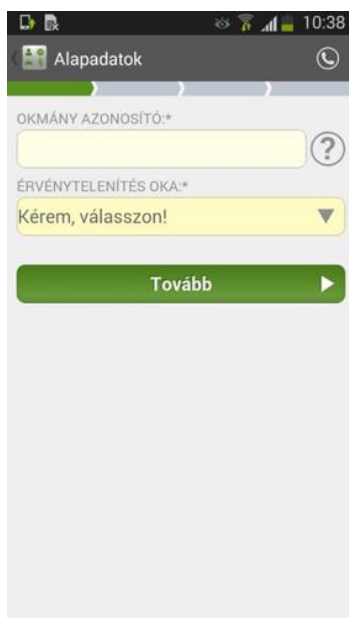 10:38
Alapadatok
OKMÁNY AZONOSÍTÓ:*
?
ÉRVÉNYTELENÍTÉS OKA:*
Kérem, válasszon!
Tovább